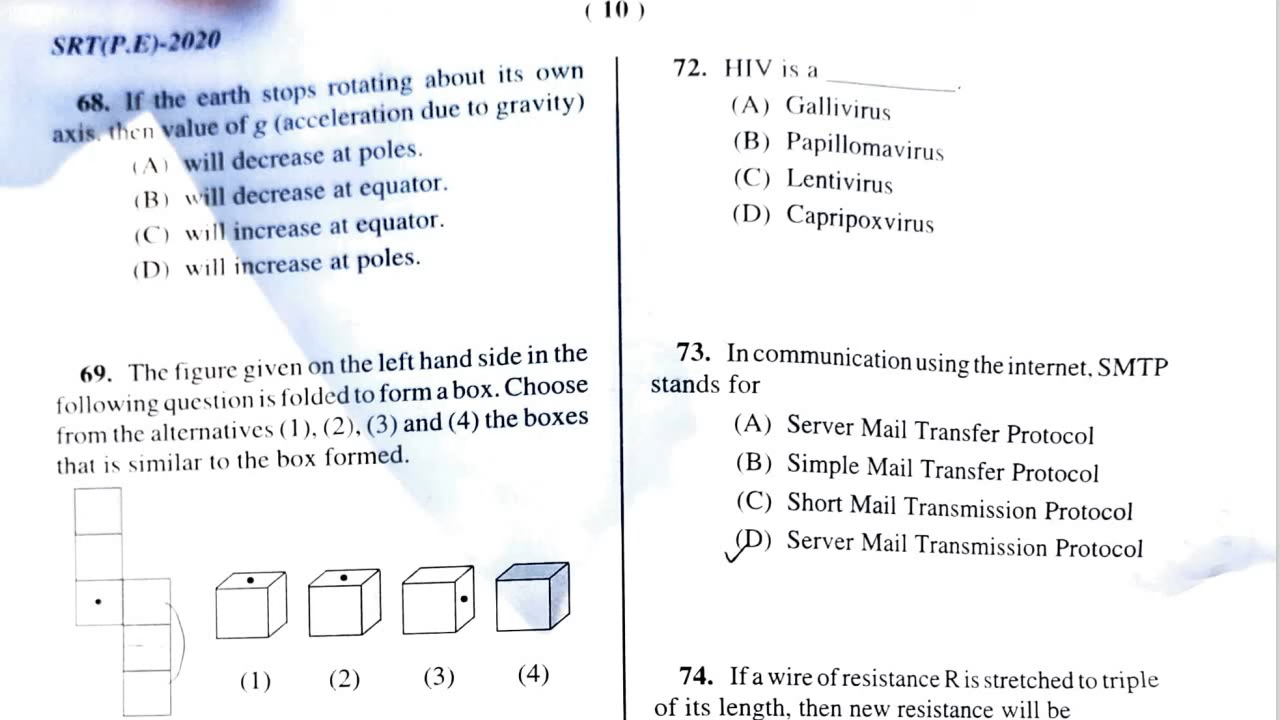 ( 10 )
SRT(P.E)-2020
68. If the earth stops rotating about its own
axis, then value of g (acceleration due to gravity)
(A) will decrease at poles.
(B) will decrease at equator.
(C) will increase at equator.
(D) will increase at poles.
69. The figure given on the left hand side in the
following question is folded to form a box. Choose
from the alternatives (1), (2), (3) and (4) the boxes
that is similar to the box formed.
(1) (2) (3) (4)
72. HIV is a ____________.
(A) Gallivirus
(B) Papillomavirus
(C) Lentivirus
(D) Capripoxvirus
73. In communication using the internet, SMTP
stands for
(A) Server Mail Transfer Protocol
(B) Simple Mail Transfer Protocol
(C) Short Mail Transmission Protocol
(D) Server Mail Transmission Protocol
74. If a wire of resistance R is stretched to triple
of its length, then new resistance will be